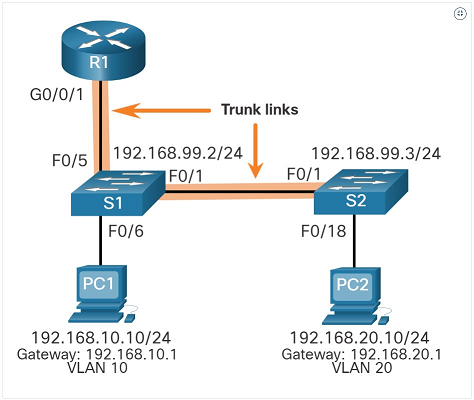 R1
G0/0/1
Trunk links
F0/5
192.168.99.2/24
192.168.99.3/24
F0/1
F0/1
S1
S2
F0/6
F0/18
PC1
PC2
192.168.10.10/24
Gateway: 192.168.10.1
VLAN 10
192.168.20.10/24
Gateway: 192.168.20.1
VLAN 20